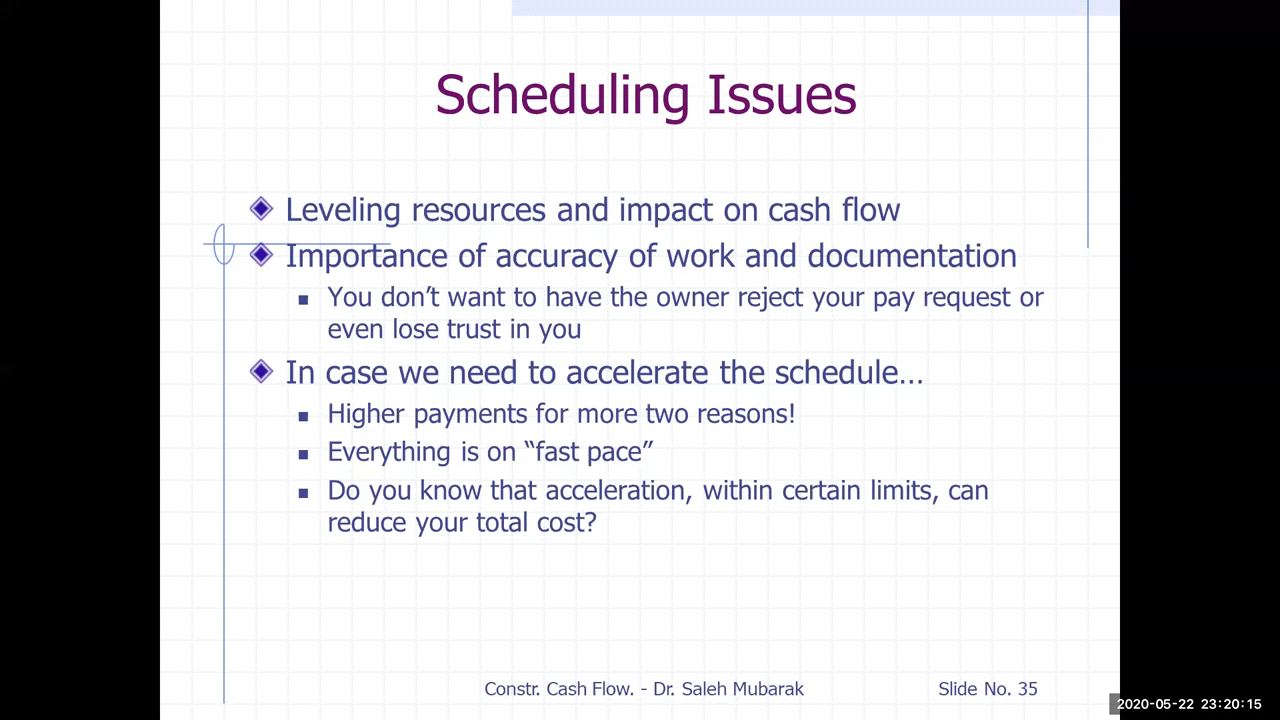 Scheduling Issues
Leveling resources and impact on cash flow
Importance of accuracy of work and documentation
You don’t want to have the owner reject your pay request or
even lose trust in you
In case we need to accelerate the schedule…
Higher payments for more two reasons!
Everything is on “fast pace”
Do you know that acceleration, within certain limits, can
reduce your total cost?
Constr. Cash Flow. - Dr. Saleh Mubarak
Slide No. 35
2020-05-22 23:20:15